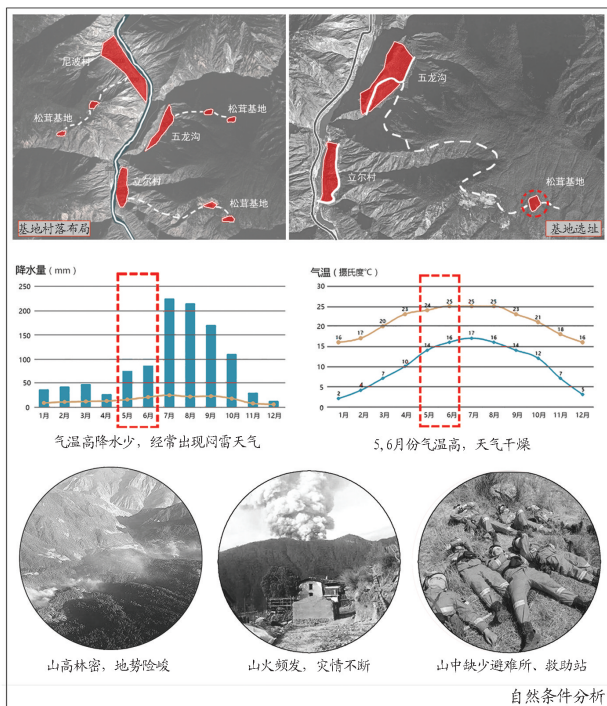 尼波村
松茸基地
五龙沟
松茸基地
立尔村
松茸基地
基地村落布局
五龙沟
立尔村
松茸基地
基地选址
降水量（mm）
250
200
150
100
50
0
1月 2月 3月 4月 5月 6月 7月 8月 9月 10月 11月 12月
气温高降水少，经常出现闷雷天气
气温（摄氏度℃）
30
25
20
15
10
5
0
16 17 20 23 24 25 25 25 23 21 18 16
2 4 7 10 14 16 17 16 14 12 7 3
1月 2月 3月 4月 5月 6月 7月 8月 9月 10月 11月 12月
5,6月份气温高，天气干燥
山高林密，地势险峻
山火频发，灾情不断
山中缺少避难所、救助站
自然条件分析